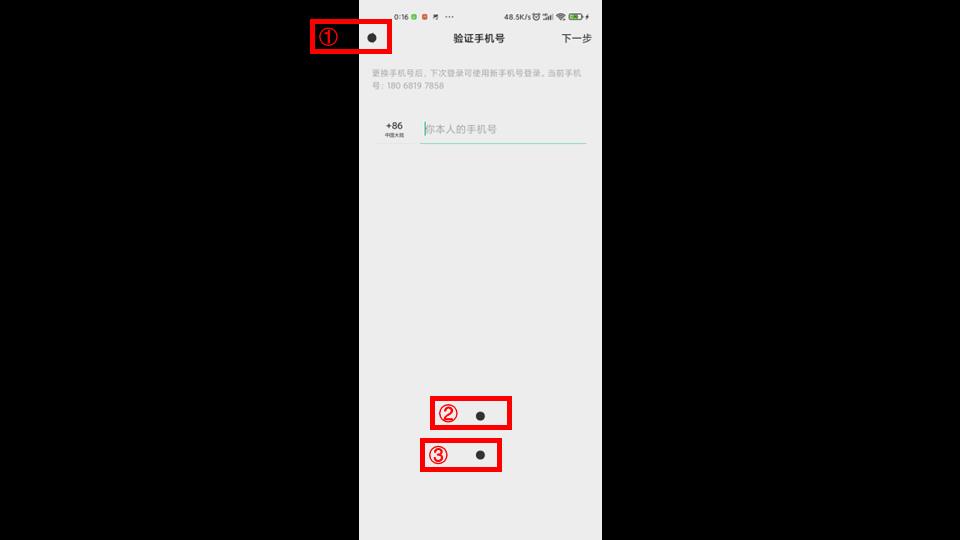 0:16
48.5K/s
①
验证手机号
下一步
更换手机号后，下次登录可使用新手机号登录。当前手机
号：180 6819 7858
+86
中国大陆
你本人的手机号
②
③